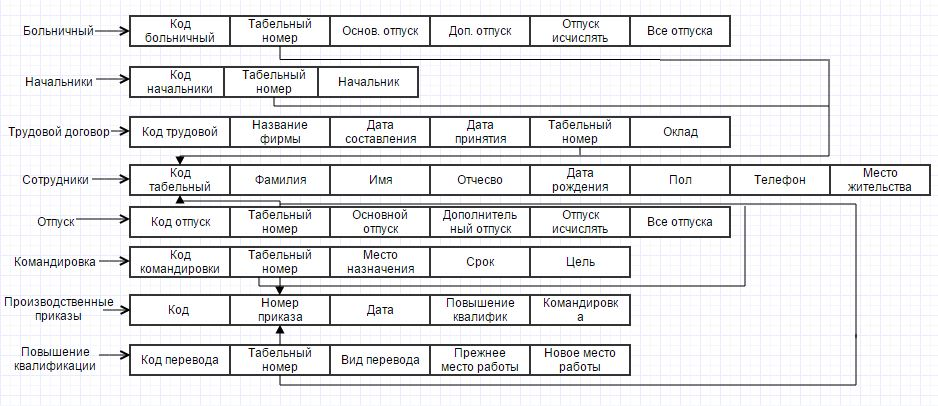 Больничный
Код
больничный
Табельный
номер
Основ. отпуск
Доп. отпуск
Отпуск
исчислять
Все отпуска
Начальники
Код
начальники
Табельный
номер
Начальник
Трудовой договор
Код трудовой
Название
фирмы
Дата
составления
Дата
принятия
Табельный
номер
Оклад
Сотрудники
Код
табельный
Фамилия
Имя
Отчесво
Дата
рождения
Пол
Телефон
Место
жительства
Отпуск
Код отпуск
Табельный
номер
Основной
отпуск
Дополнитель
ный отпуск
Отпуск
исчислять
Все отпуска
Командировка
Код
командировки
Табельный
номер
Место
назначения
Срок
Цель
Производственные
приказы
Код
Номер
приказа
Дата
Повышение
квалифик
Командировк
а
Повышение
квалификации
Код перевода
Табельный
номер
Вид перевода
Прежнее
место работы
Новое место
работы